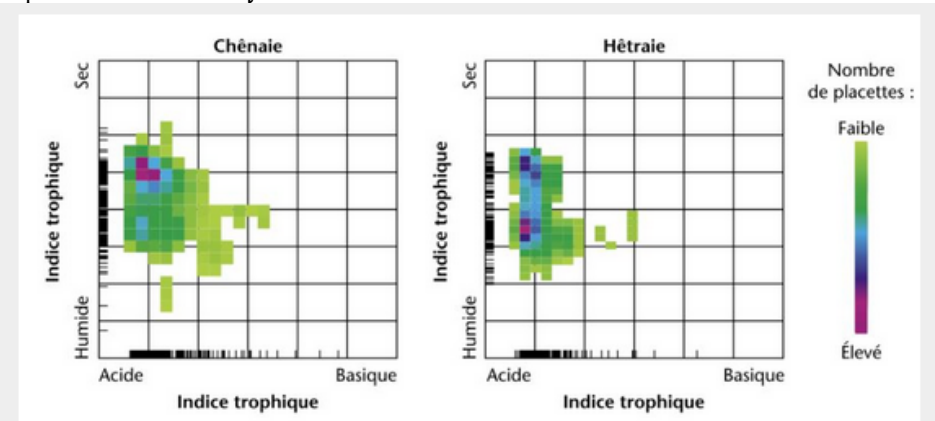 Chênaie
Hêtraie
Sec
Indice trophique
Humide
Acide
Basique
Indice trophique
Sec
Indice trophique
Humide
Acide
Basique
Indice trophique
Nombre
de placettes :
Faible
Élevé